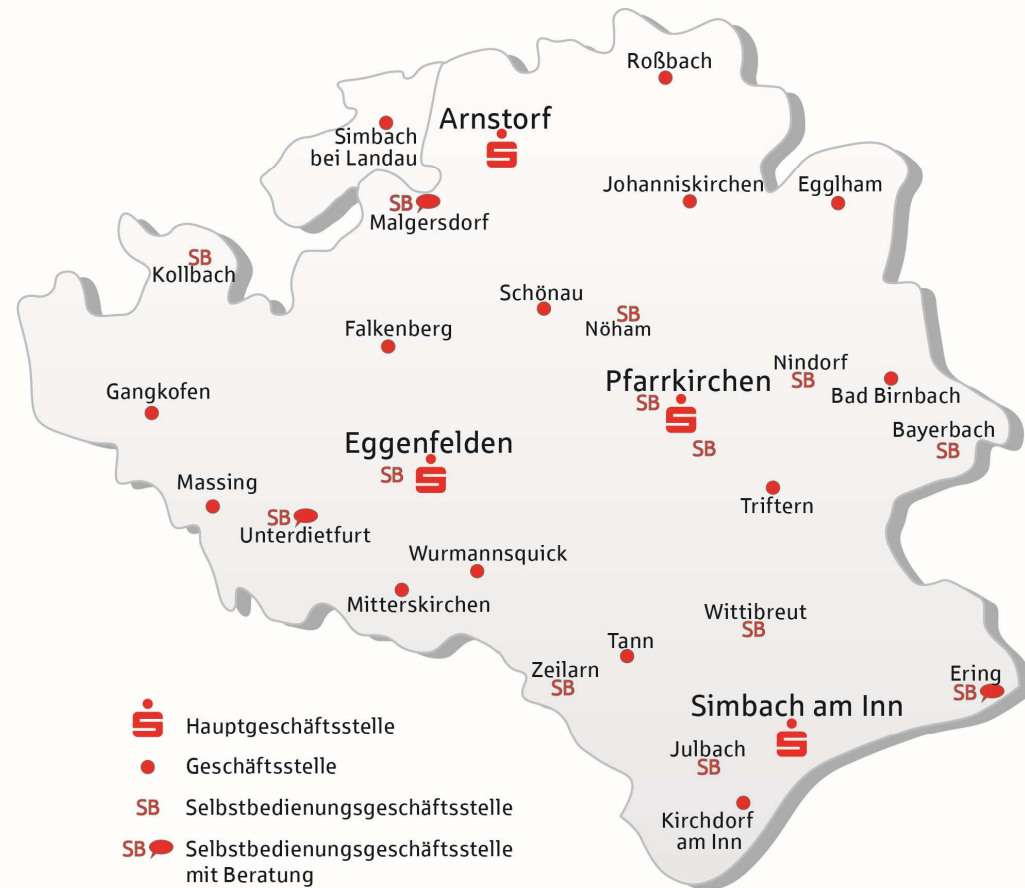 Roßbach
Arnstorf
Simbach
bei Landau
Johanniskirchen
Egglham
SB
Malgersdorf
SB
Kollbach
Schönau
SB
Nöham
Falkenberg
Nindorf
SB
Pfarrkirchen
SB
SB
Bad Birnbach
Gangkofen
Bayerbach
SB
Eggenfelden
SB
Massing
Triftern
SB
Unterdietfurt
Wurmannsquick
Mitterskirchen
Wittibreut
SB
Tann
Zeilarn
SB
Ering
SB
Simbach am Inn
Julbach
SB
Kirchdorf
am Inn
Hauptgeschäftsstelle
Geschäftsstelle
SB Selbstbedienungsgeschäftsstelle
SB Selbstbedienungsgeschäftsstelle
mit Beratung